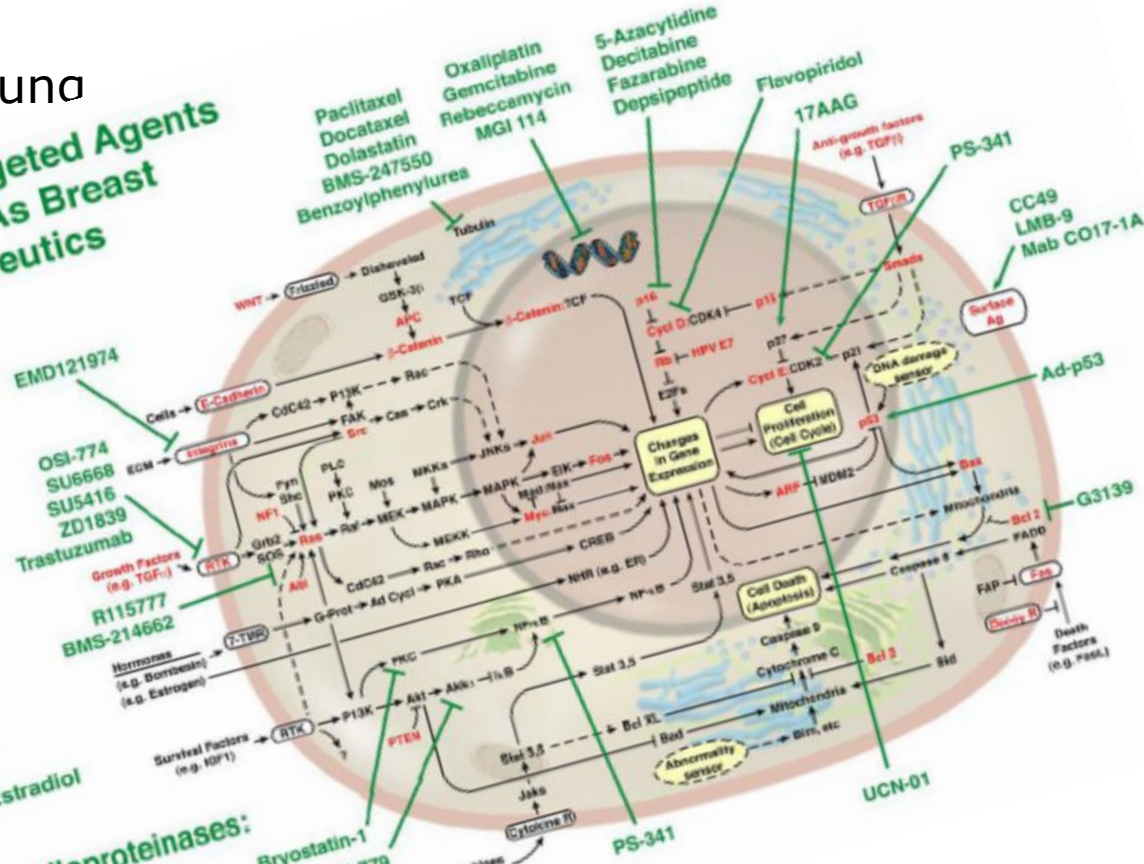 5-Azacytidine
Decitabine
Fazarabine
Depsipeptide
Oxaliplatin
Gemcitabine
Rebeccamycin
MGI 114
Flavopiridol
Paclitaxel
Docataxel
Dolastatin
BMS-247550
Benzoylphenylurea
17AAG
geted Agents
As Breast
eutics
Anti-growth factors
PS-341
TGFβR
CC49
LMB-9
Mab CO17-1A
Tubulin
WNT
Frizzled
Dishevelled
GSK-3β
APC
TCF
β-Catenin:TCF
β-Catenin
p16
Cycl D:CDK4
p15
Smads
Surface
Ag
Rb
HPV E7
E2Fs
p27
Cycl E:CDK2
p21
DNA damage
sensor
EMD121974
Cells
E-Cadherin
CdC42
P13K
Rac
FAK
Src
Cas
Crk
ECM
Integrins
Ad-p53
p53
Cell
Proliferation
(Cell Cycle)
Changes
in Gene
Expression
OSI-774
SU6668
SU5416
ZD1839
Trastuzumab
PLC
PKC
Mos
MKKs
JNKs
Jun
Fyn
Shc
NF1
Grb2
SOS
Ras
Raf
MEK
MAPK
MAPK
ElK
Fos
Mad:Max
Myc:Max
ARF
MDM2
Bax
Mitochondria
Bcl 2
G3139
FADD
Growth Factors
(e.g. TGFα)
RTK
MEKK
Abl
CdC42
Rac
Rho
CREB
R115777
BMS-214662
7-TMR
G-Prot
Ad Cycl
PKA
NHR (e.g. ER)
NFκB
Stat 3,5
Cell Death
(Apoptosis)
Caspase 8
FAP
Fas
Decoy R
Death
Factors
(e.g. FasL)
Hormones
(e.g. Bombesin)
(e.g. Estrogen)
PKC
NFκB
Caspase 9
Cytochrome C
Bcl 2
Bid
Stat 3,5
Akt
Akkα
IκB
P13K
Survival Factors
(e.g. IGF1)
RTK
PTEN
?
Bcl XL
Bad
Mitochondria
Bim, etc
Abnormality
sensor
Stat 3,5
Jaks
Cytokine R
UCN-01
PS-341
stradiol
lloproteinases:
Bryostatin-1